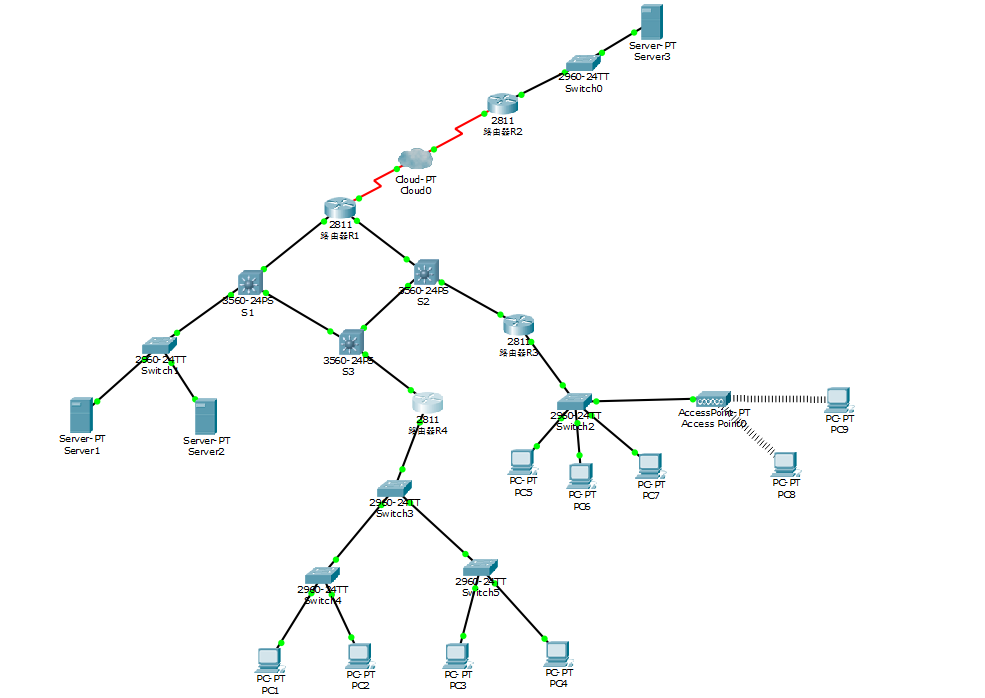 Server-PT
Server3
2960-24TT
Switch0
2811
路由器R2
Cloud-PT
Cloud0
2811
路由器R1
3560-24PS
S1
3560-24PS
S2
2960-24TT
Switch1
3560-24PS
S3
2811
路由器R3
Server-PT
Server1
Server-PT
Server2
2811
路由器R4
2960-24TT
Switch2
AccessPoint-PT
Access Point0
PC-PT
PC9
PC-PT
PC5
PC-PT
PC6
PC-PT
PC7
PC-PT
PC8
2960-24TT
Switch3
2960-24TT
Switch4
2960-24TT
Switch5
PC-PT
PC1
PC-PT
PC2
PC-PT
PC3
PC-PT
PC4